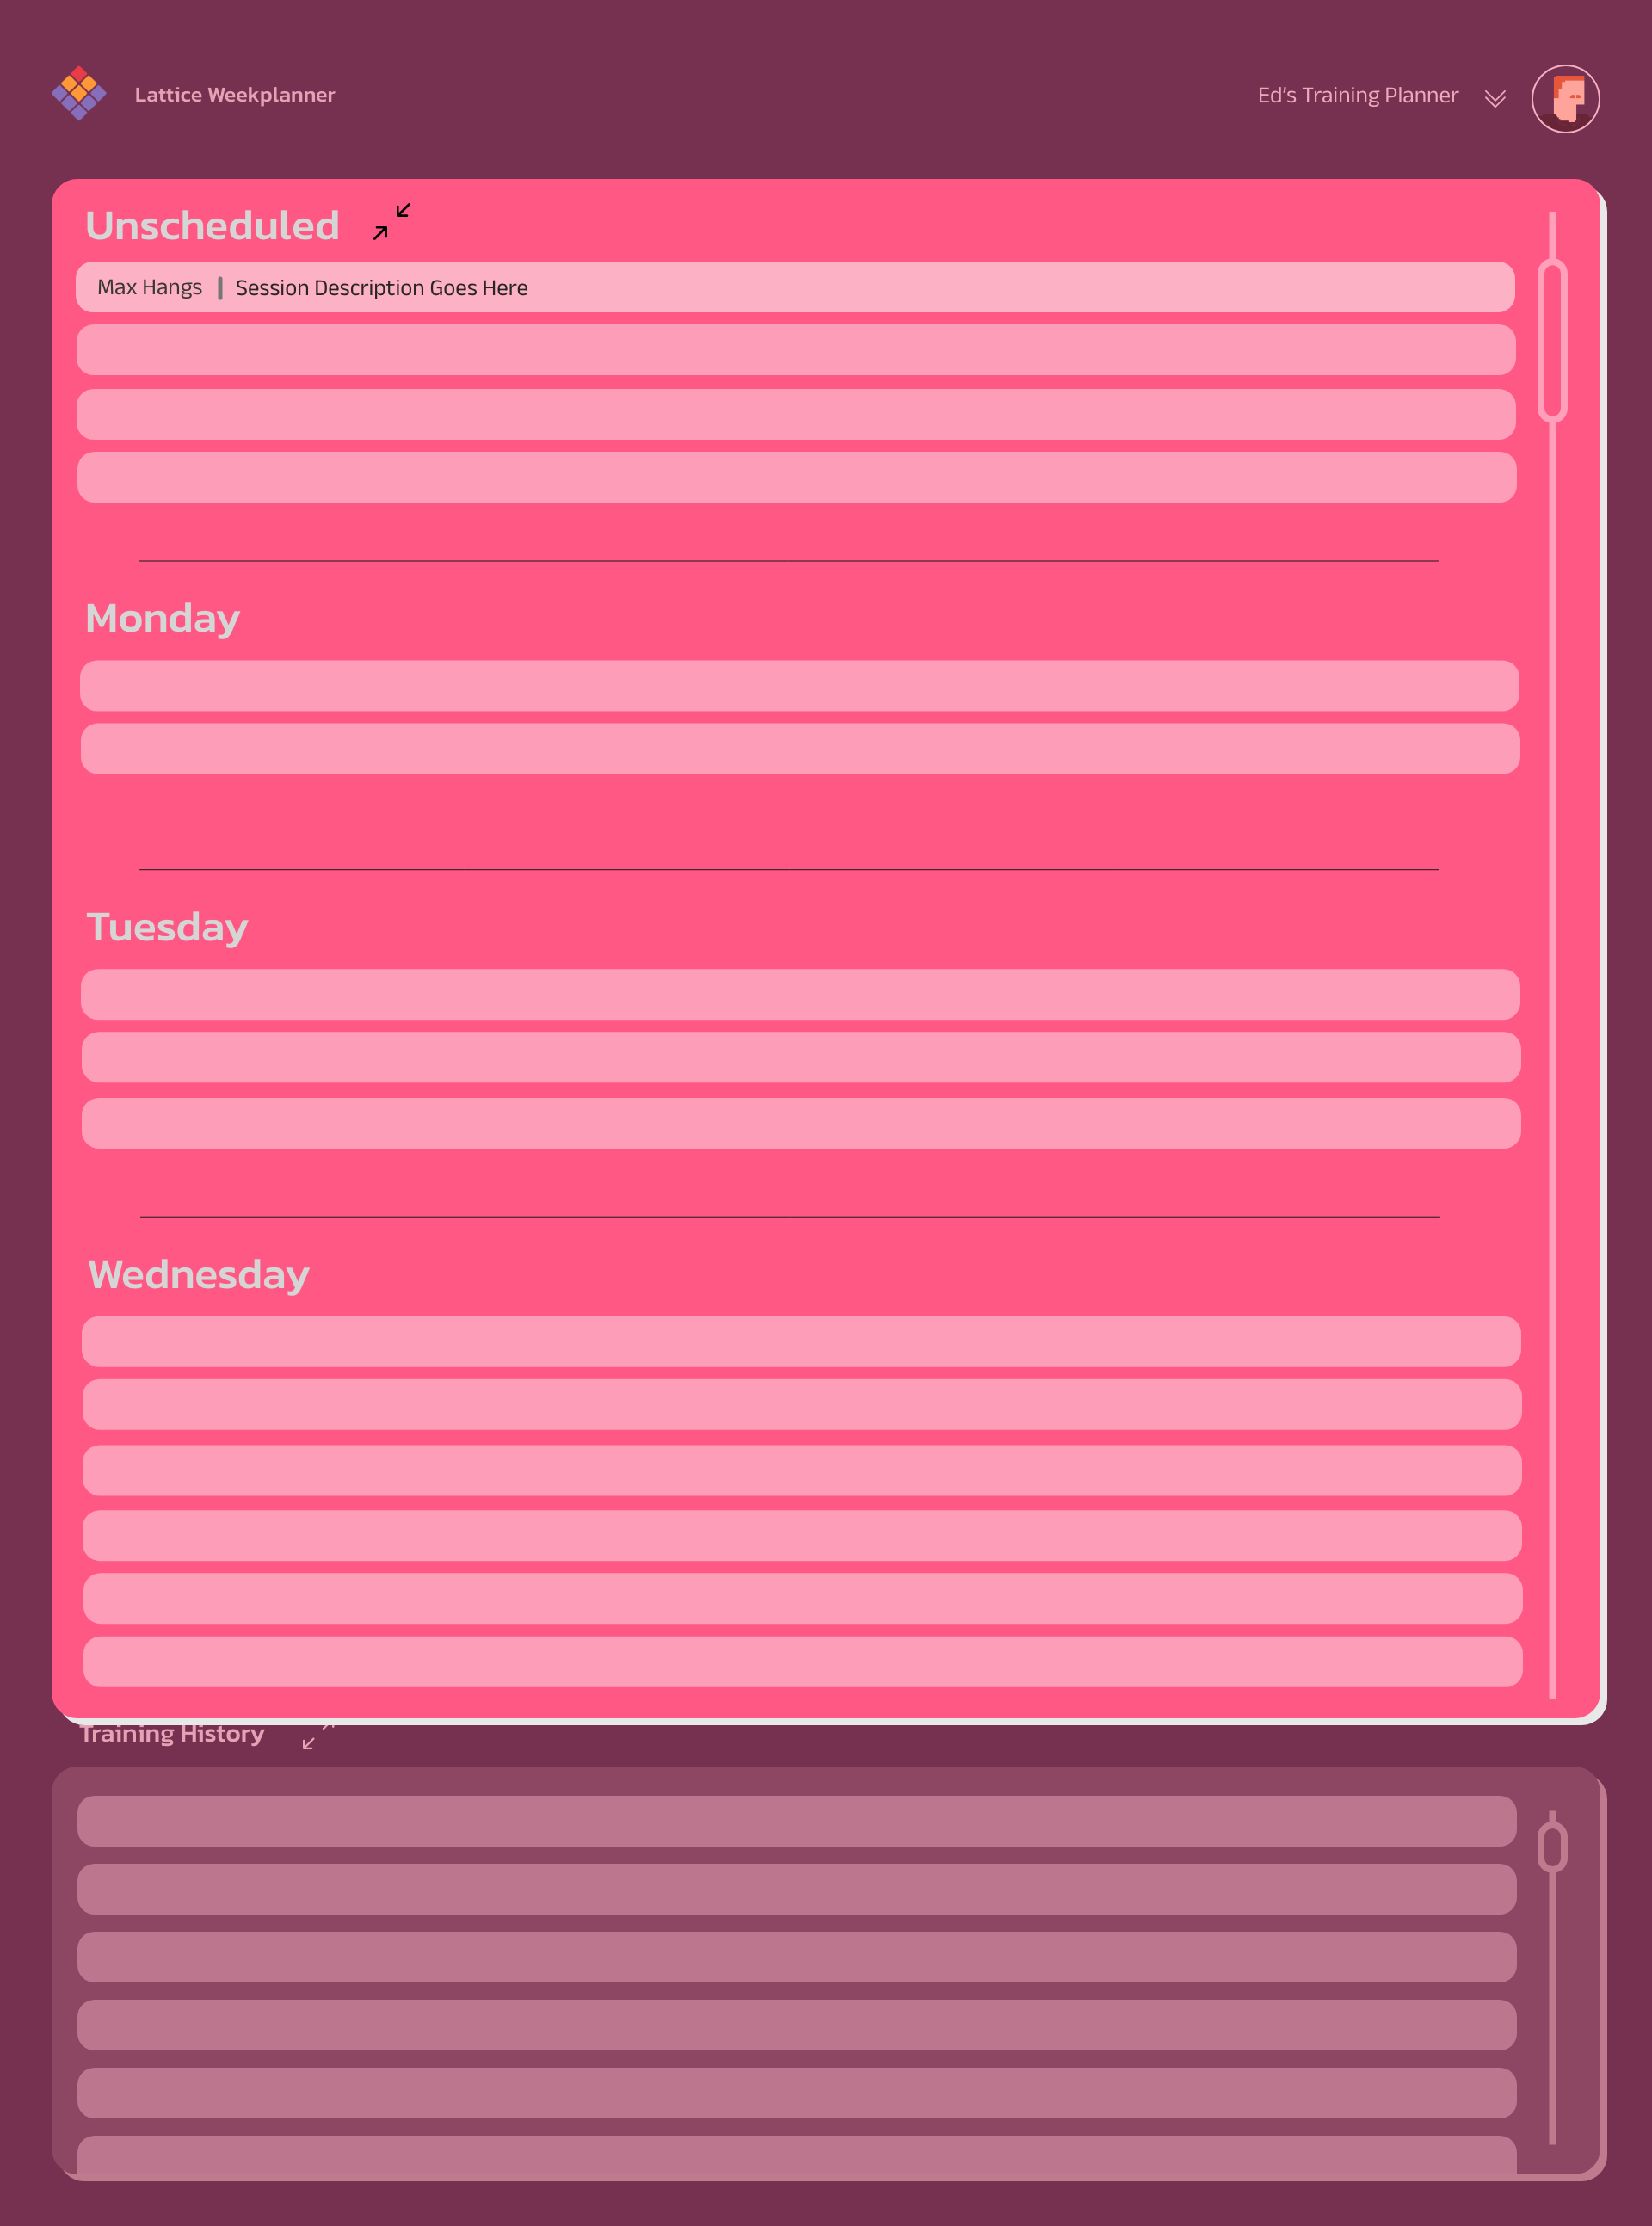 Lattice Weekplanner
Ed's Training Planner
Unscheduled
Max Hangs | Session Description Goes Here
Monday
Tuesday
Wednesday
Training History